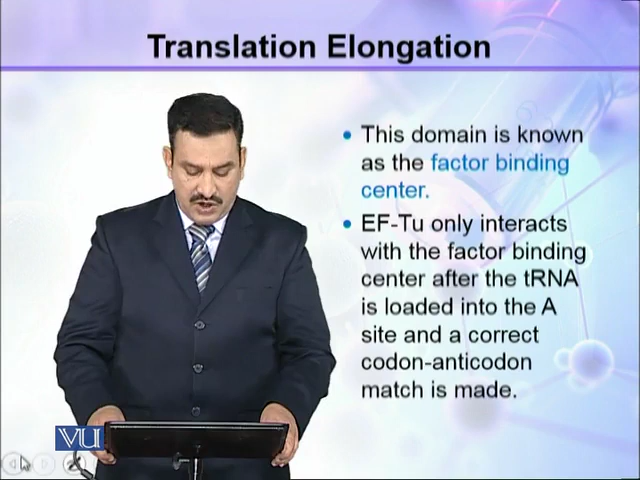 Translation Elongation
• This domain is known
as the factor binding
center.
• EF-Tu only interacts
with the factor binding
center after the tRNA
is loaded into the A
site and a correct
codon-anticodon
match is made.
VU